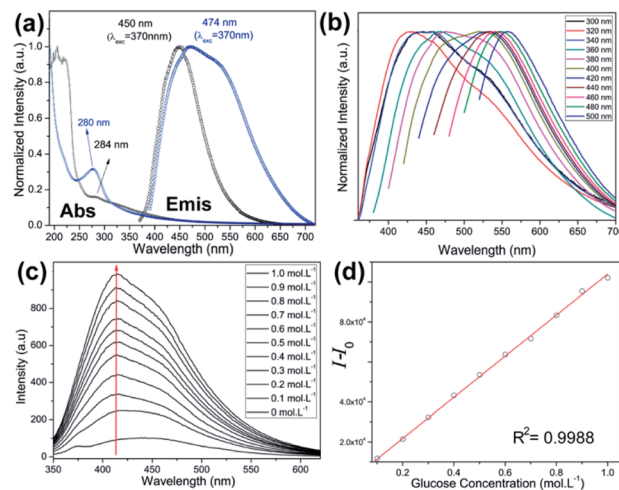 (a)
450 nm
(λexc=370nnm)
474 nm
(λexc=370nm)
280 nm
284 nm
Abs
Emis
Normalized Intensity (a.u.)
1.0
0.8
0.6
0.4
0.2
0.0
200 250 300 350 400 450 500 550 600 650 700
Wavelength (nm)
(b)
300 nm
320 nm
340 nm
360 nm
380 nm
400 nm
420 nm
440 nm
460 nm
480 nm
500 nm
Normalized Intensity (a.u.)
400 450 500 550 600 650 700
Wavelength (nm)
(c)
1.0 mol.L⁻¹
0.9 mol.L⁻¹
0.8 mol.L⁻¹
0.7 mol.L⁻¹
0.6 mol.L⁻¹
0.5 mol.L⁻¹
0.4 mol.L⁻¹
0.3 mol.L⁻¹
0.2 mol.L⁻¹
0.1 mol.L⁻¹
0 mol.L⁻¹
Intensity (a.u)
800
600
400
200
0
350 400 450 500 550 600
Wavelength (nm)
(d)
I-I₀
8.0x10⁴
6.0x10⁴
4.0x10⁴
2.0x10⁴
R²= 0.9988
0.2 0.4 0.6 0.8 1.0
Glucose Concentration (mol.L⁻¹)